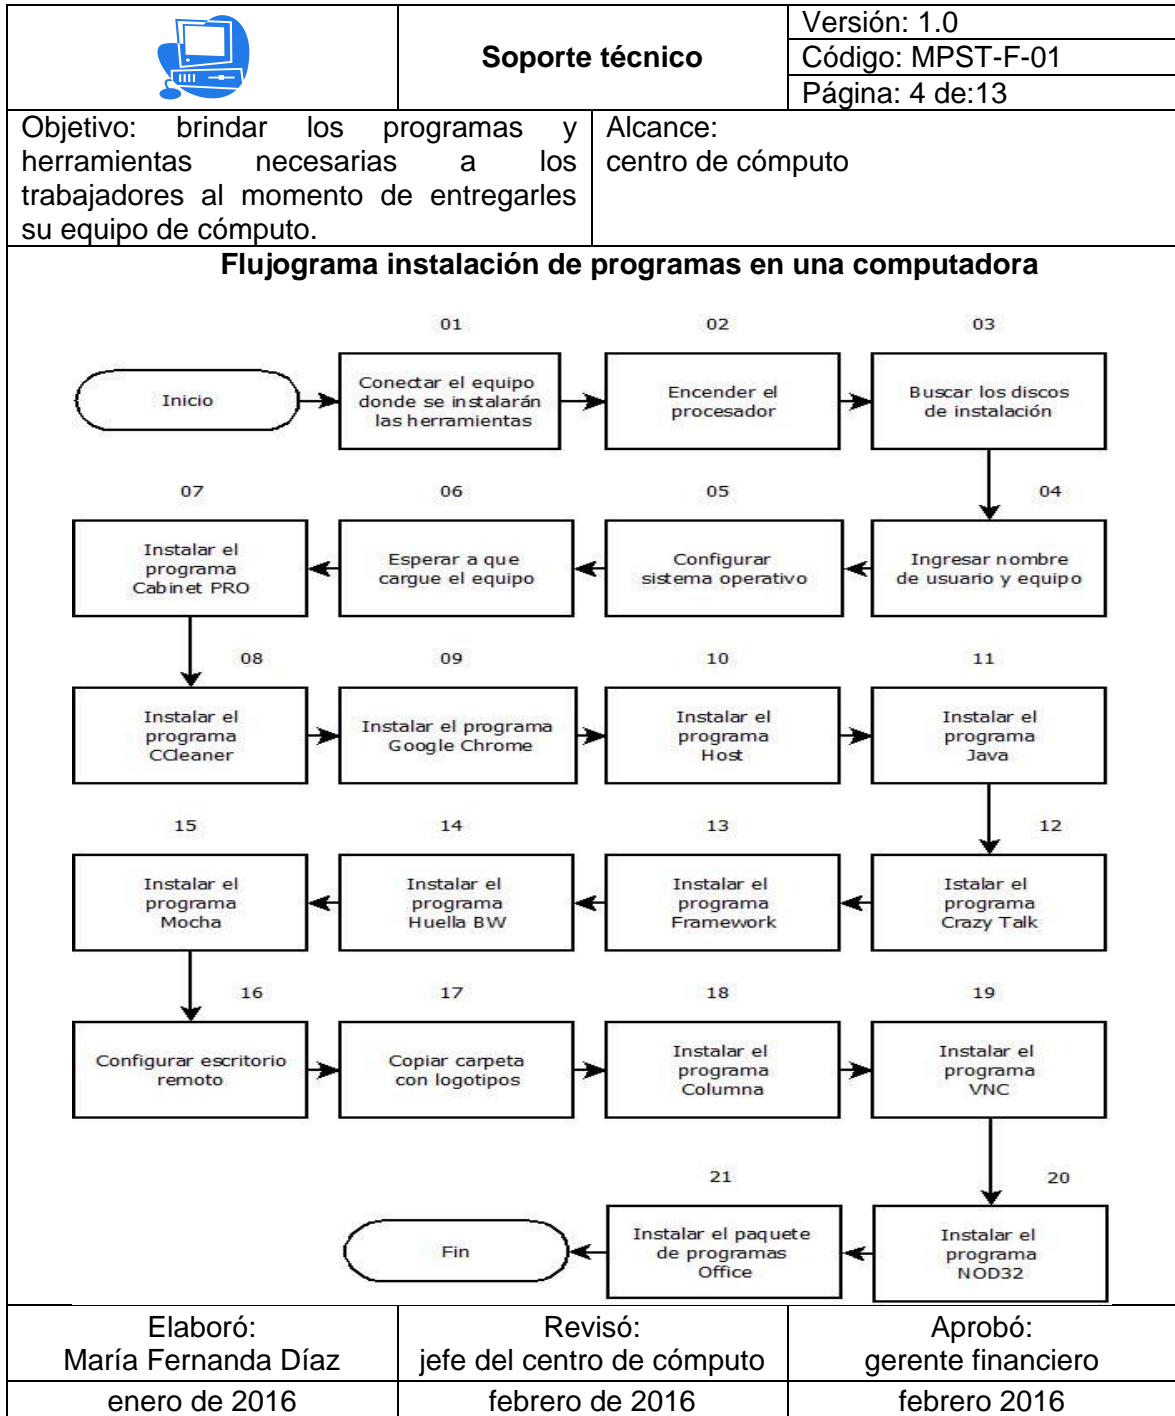 Soporte técnico
Versión: 1.0
Código: MPST-F-01
Página: 4 de:13
Objetivo: brindar los programas y
herramientas necesarias a los
trabajadores al momento de entregarles
su equipo de cómputo.
Alcance:
centro de cómputo
Flujograma instalación de programas en una computadora
Inicio
01
Conectar el equipo
donde se instalarán
las herramientas
02
Encender el
procesador
03
Buscar los discos
de instalación
04
Ingresar nombre
de usuario y equipo
05
Configurar
sistema operativo
06
Esperar a que
cargue el equipo
07
Instalar el
programa
Cabinet PRO
08
Instalar el
programa
CCleaner
09
Instalar el programa
Google Chrome
10
Instalar el
programa
Host
11
Instalar el
programa
Java
12
Istalar el
programa
Crazy Talk
13
Instalar el
programa
Framework
14
Instalar el
programa
Huella BW
15
Instalar el
programa
Mocha
16
Configurar escritorio
remoto
17
Copiar carpeta
con logotipos
18
Instalar el
programa
Columna
19
Instalar el
programa
VNC
20
Instalar el
programa
NOD32
21
Instalar el paquete
de programas
Office
Fin
Elaboró:
María Fernanda Díaz
Revisó:
jefe del centro de cómputo
Aprobó:
gerente financiero
enero de 2016
febrero de 2016
febrero 2016